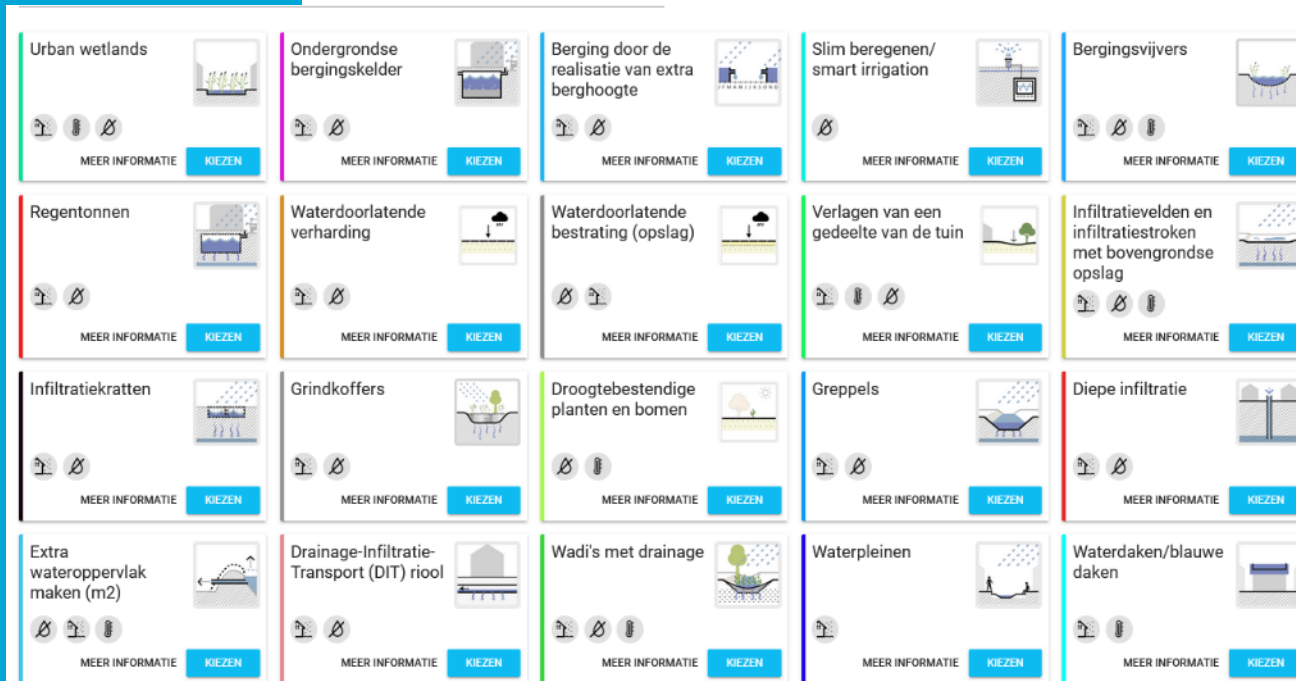 Urban wetlands
MEER INFORMATIE KIEZEN
Ondergrondse
bergingskelder
MEER INFORMATIE KIEZEN
Berging door de
realisatie van extra
berghoogte
J F M A M J J A S O N D
MEER INFORMATIE KIEZEN
Slim beregenen/
smart irrigation
MEER INFORMATIE KIEZEN
Bergingsvijvers
MEER INFORMATIE KIEZEN
Regentonnen
MEER INFORMATIE KIEZEN
Waterdoorlatende
verharding
MEER INFORMATIE KIEZEN
Waterdoorlatende
bestrating (opslag)
MEER INFORMATIE KIEZEN
Verlagen van een
gedeelte van de tuin
MEER INFORMATIE KIEZEN
Infiltratievelden en
infiltratiestroken
met bovengrondse
opslag
MEER INFORMATIE KIEZEN
Infiltratiekratten
MEER INFORMATIE KIEZEN
Grindkoffers
MEER INFORMATIE KIEZEN
Droogtebestendige
planten en bomen
MEER INFORMATIE KIEZEN
Greppels
MEER INFORMATIE KIEZEN
Diepe infiltratie
MEER INFORMATIE KIEZEN
Extra
wateroppervlak
maken (m2)
MEER INFORMATIE KIEZEN
Drainage-Infiltratie-
Transport (DIT) riool
MEER INFORMATIE KIEZEN
Wadi's met drainage
MEER INFORMATIE KIEZEN
Waterpleinen
MEER INFORMATIE KIEZEN
Waterdaken/blauwe
daken
MEER INFORMATIE KIEZEN